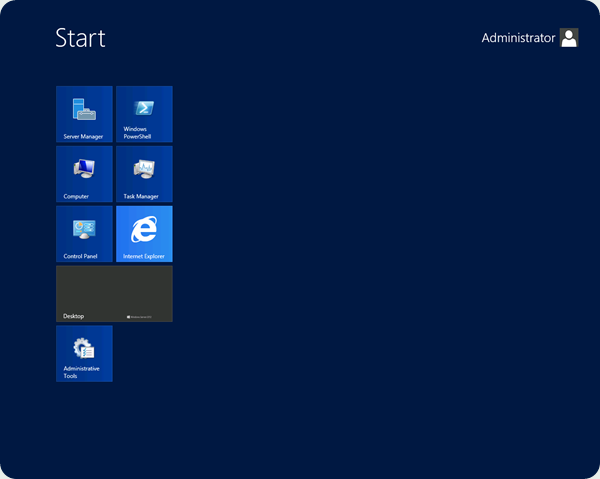 Start
Administrator
Server Manager
Windows
PowerShell
Computer
Task Manager
Control Panel
Internet Explorer
Desktop
Administrative
Tools